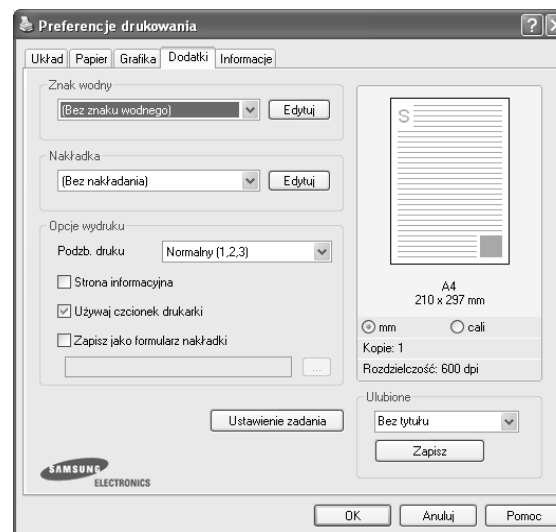 Preferencje drukowania
Układ Papier Grafika Dodatki Informacje
Znak wodny
(Bez znaku wodnego) Edytuj
Nakładka
(Bez nakładania) Edytuj
Opcje wydruku
Podzb. druku Normalny (1,2,3)
Strona informacyjna
Używaj czcionek drukarki
Zapisz jako formularz nakładki
...
Ustawienie zadania
S
A4
210 x 297 mm
mm cali
Kopie: 1
Rozdzielczość: 600 dpi
Ulubione
Bez tytułu
Zapisz
SAMSUNG
ELECTRONICS
OK Anuluj Pomoc